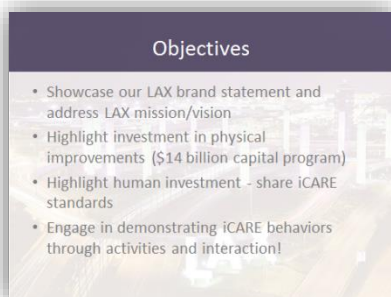 Objectives
• Showcase our LAX brand statement and
address LAX mission/vision
• Highlight investment in physical
improvements ($14 billion capital program)
• Highlight human investment - share iCARE
standards
• Engage in demonstrating iCARE behaviors
through activities and interaction!